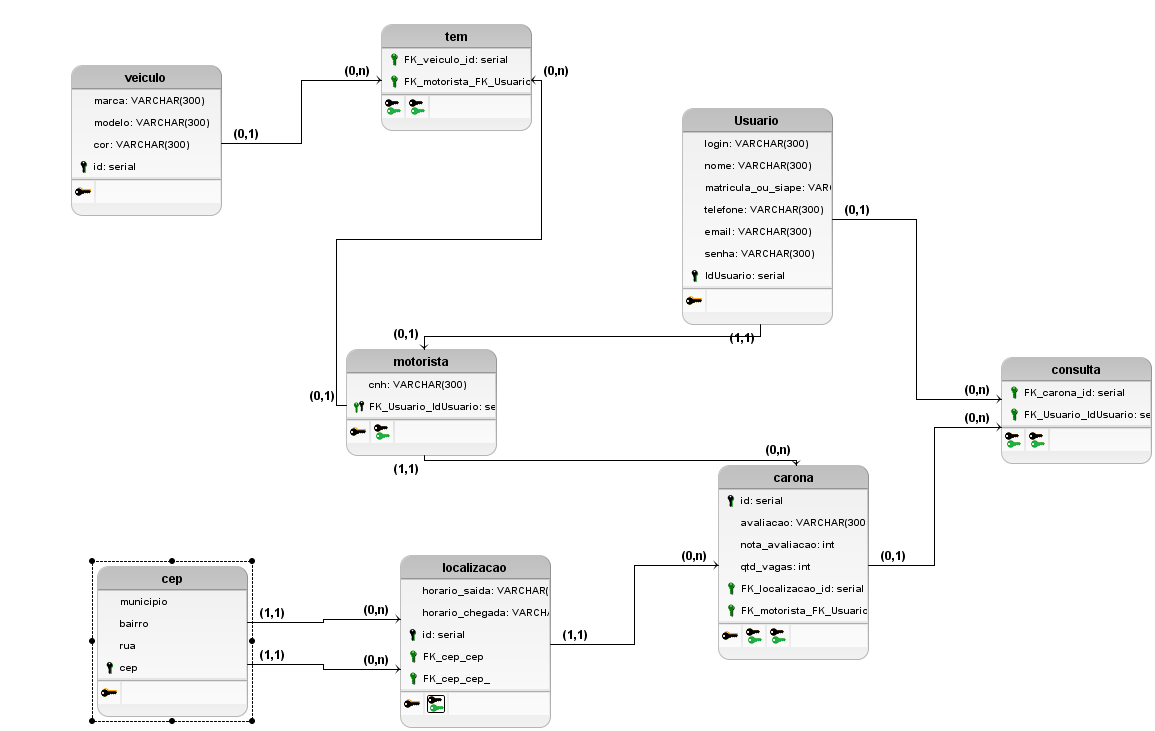 tem
FK_veiculo_id: serial
FK_motorista_FK_Usuaric
(0,n)
(0,n)
veiculo
marca: VARCHAR(300)
modelo: VARCHAR(300)
cor: VARCHAR(300)
id: serial
(0,1)
Usuario
login: VARCHAR(300)
nome: VARCHAR(300)
matricula_ou_siape: VAR(
telefone: VARCHAR(300)
email: VARCHAR(300)
senha: VARCHAR(300)
IdUsuario: serial
(0,1)
(1,1)
(0,1)
motorista
cnh: VARCHAR(300)
FK_Usuario_IdUsuario: se
(0,1)
(1,1)
consulta
FK_carona_id: serial
FK_Usuario_IdUsuario: se
(0,n)
(0,n)
(0,n)
carona
id: serial
avaliacao: VARCHAR(300
nota_avaliacao: int
qtd_vagas: int
FK_localizacao_id: serial
FK_motorista_FK_Usuaric
(0,n)
(0,1)
localizacao
horario_saida: VARCHAR(
horario_chegada: VARCHA
id: serial
FK_cep_cep
FK_cep_cep_
(1,1)
cep
municipio
bairro
rua
cep
(1,1)
(0,n)
(1,1)
(0,n)